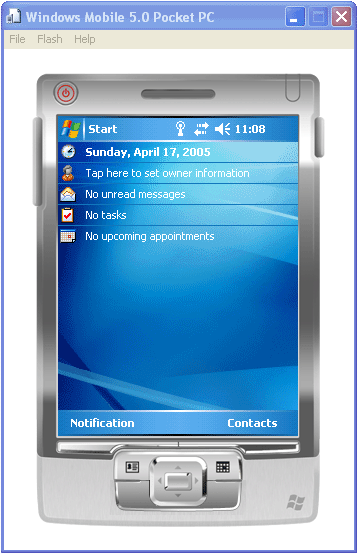 Windows Mobile 5.0 Pocket PC
File Flash Help
Start 11:08
Sunday, April 17, 2005
Tap here to set owner information
No unread messages
No tasks
No upcoming appointments
Notification Contacts